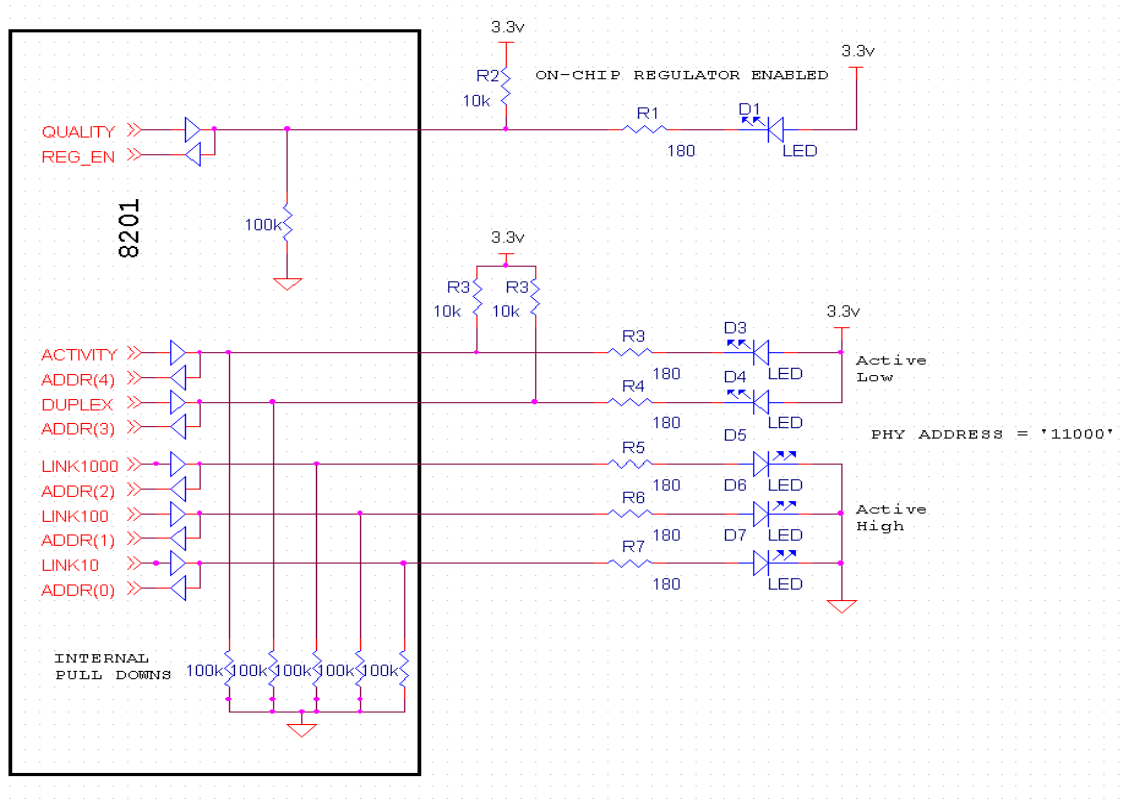 3.3v
3.3v
R2
ON-CHIP REGULATOR ENABLED
10k
R1
D1
QUALITY
180
LED
REG_EN
8201
100k
3.3v
R3
R3
10k
10k
3.3v
ACTIVITY
R3
D3
Active
Low
ADDR(4)
180
LED
DUPLEX
R4
D4
ADDR(3)
180
LED
PHY ADDRESS = '11000'
LINK1000
R5
D5
ADDR(2)
180
LED
LINK100
R6
D6
Active
High
ADDR(1)
180
LED
LINK10
R7
D7
ADDR(0)
180
LED
INTERNAL
PULL DOWNS
100k
100k
100k
100k
100k